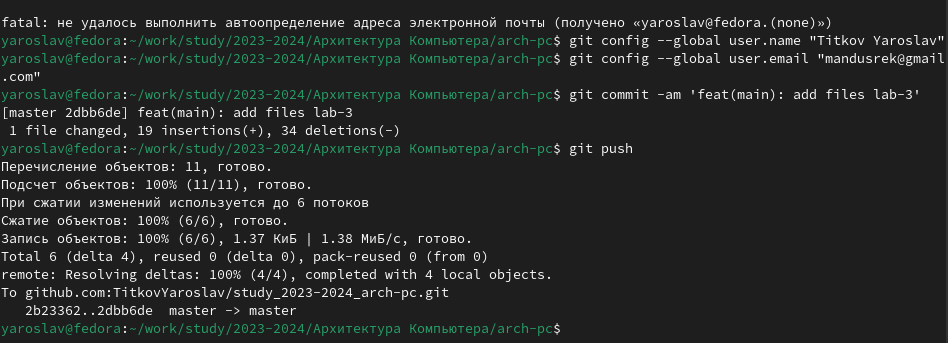 fatal: не удалось выполнить автоопределение адреса электронной почты (получено «yaroslav@fedora.(none)»)
yaroslav@fedora:~/work/study/2023-2024/Архитектура Компьютера/arch-pc$ git config --global user.name "Titkov Yaroslav"
yaroslav@fedora:~/work/study/2023-2024/Архитектура Компьютера/arch-pc$ git config --global user.email "mandusrek@gmail
.com"
yaroslav@fedora:~/work/study/2023-2024/Архитектура Компьютера/arch-pc$ git commit -am 'feat(main): add files lab-3'
[master 2dbb6de] feat(main): add files lab-3
 1 file changed, 19 insertions(+), 34 deletions(-)
yaroslav@fedora:~/work/study/2023-2024/Архитектура Компьютера/arch-pc$ git push
Перечисление объектов: 11, готово.
Подсчет объектов: 100% (11/11), готово.
При сжатии изменений используется до 6 потоков
Сжатие объектов: 100% (6/6), готово.
Запись объектов: 100% (6/6), 1.37 КиБ | 1.38 МиБ/с, готово.
Total 6 (delta 4), reused 0 (delta 0), pack-reused 0 (from 0)
remote: Resolving deltas: 100% (4/4), completed with 4 local objects.
To github.com:TitkovYaroslav/study_2023-2024_arch-pc.git
   2b23362..2dbb6de  master -> master
yaroslav@fedora:~/work/study/2023-2024/Архитектура Компьютера/arch-pc$